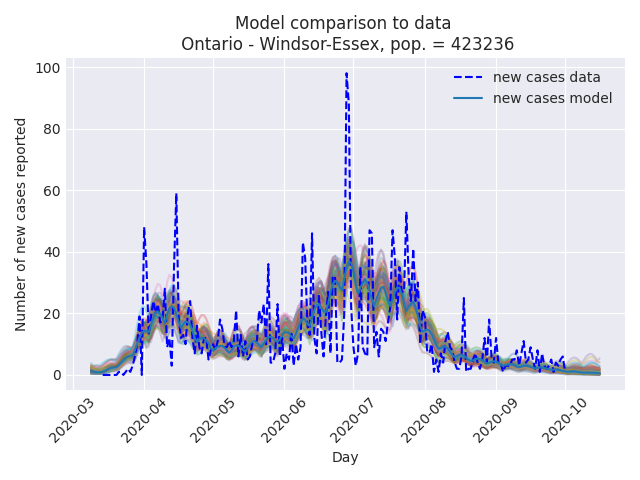 Model comparison to data
Ontario - Windsor-Essex, pop. = 423236
new cases data
new cases model
Number of new cases reported
100
80
60
40
20
0
2020-03
2020-04
2020-05
2020-06
2020-07
2020-08
2020-09
2020-10
Day